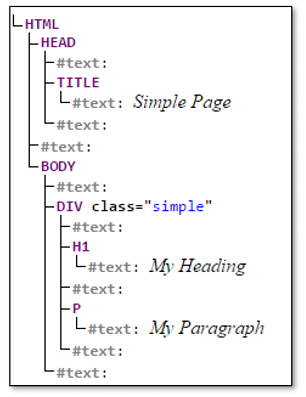 HTML
HEAD
#text:
TITLE
#text: Simple Page
#text:
#text:
BODY
#text:
DIV class="simple"
#text:
H1
#text: My Heading
#text:
P
#text: My Paragraph
#text:
#text: